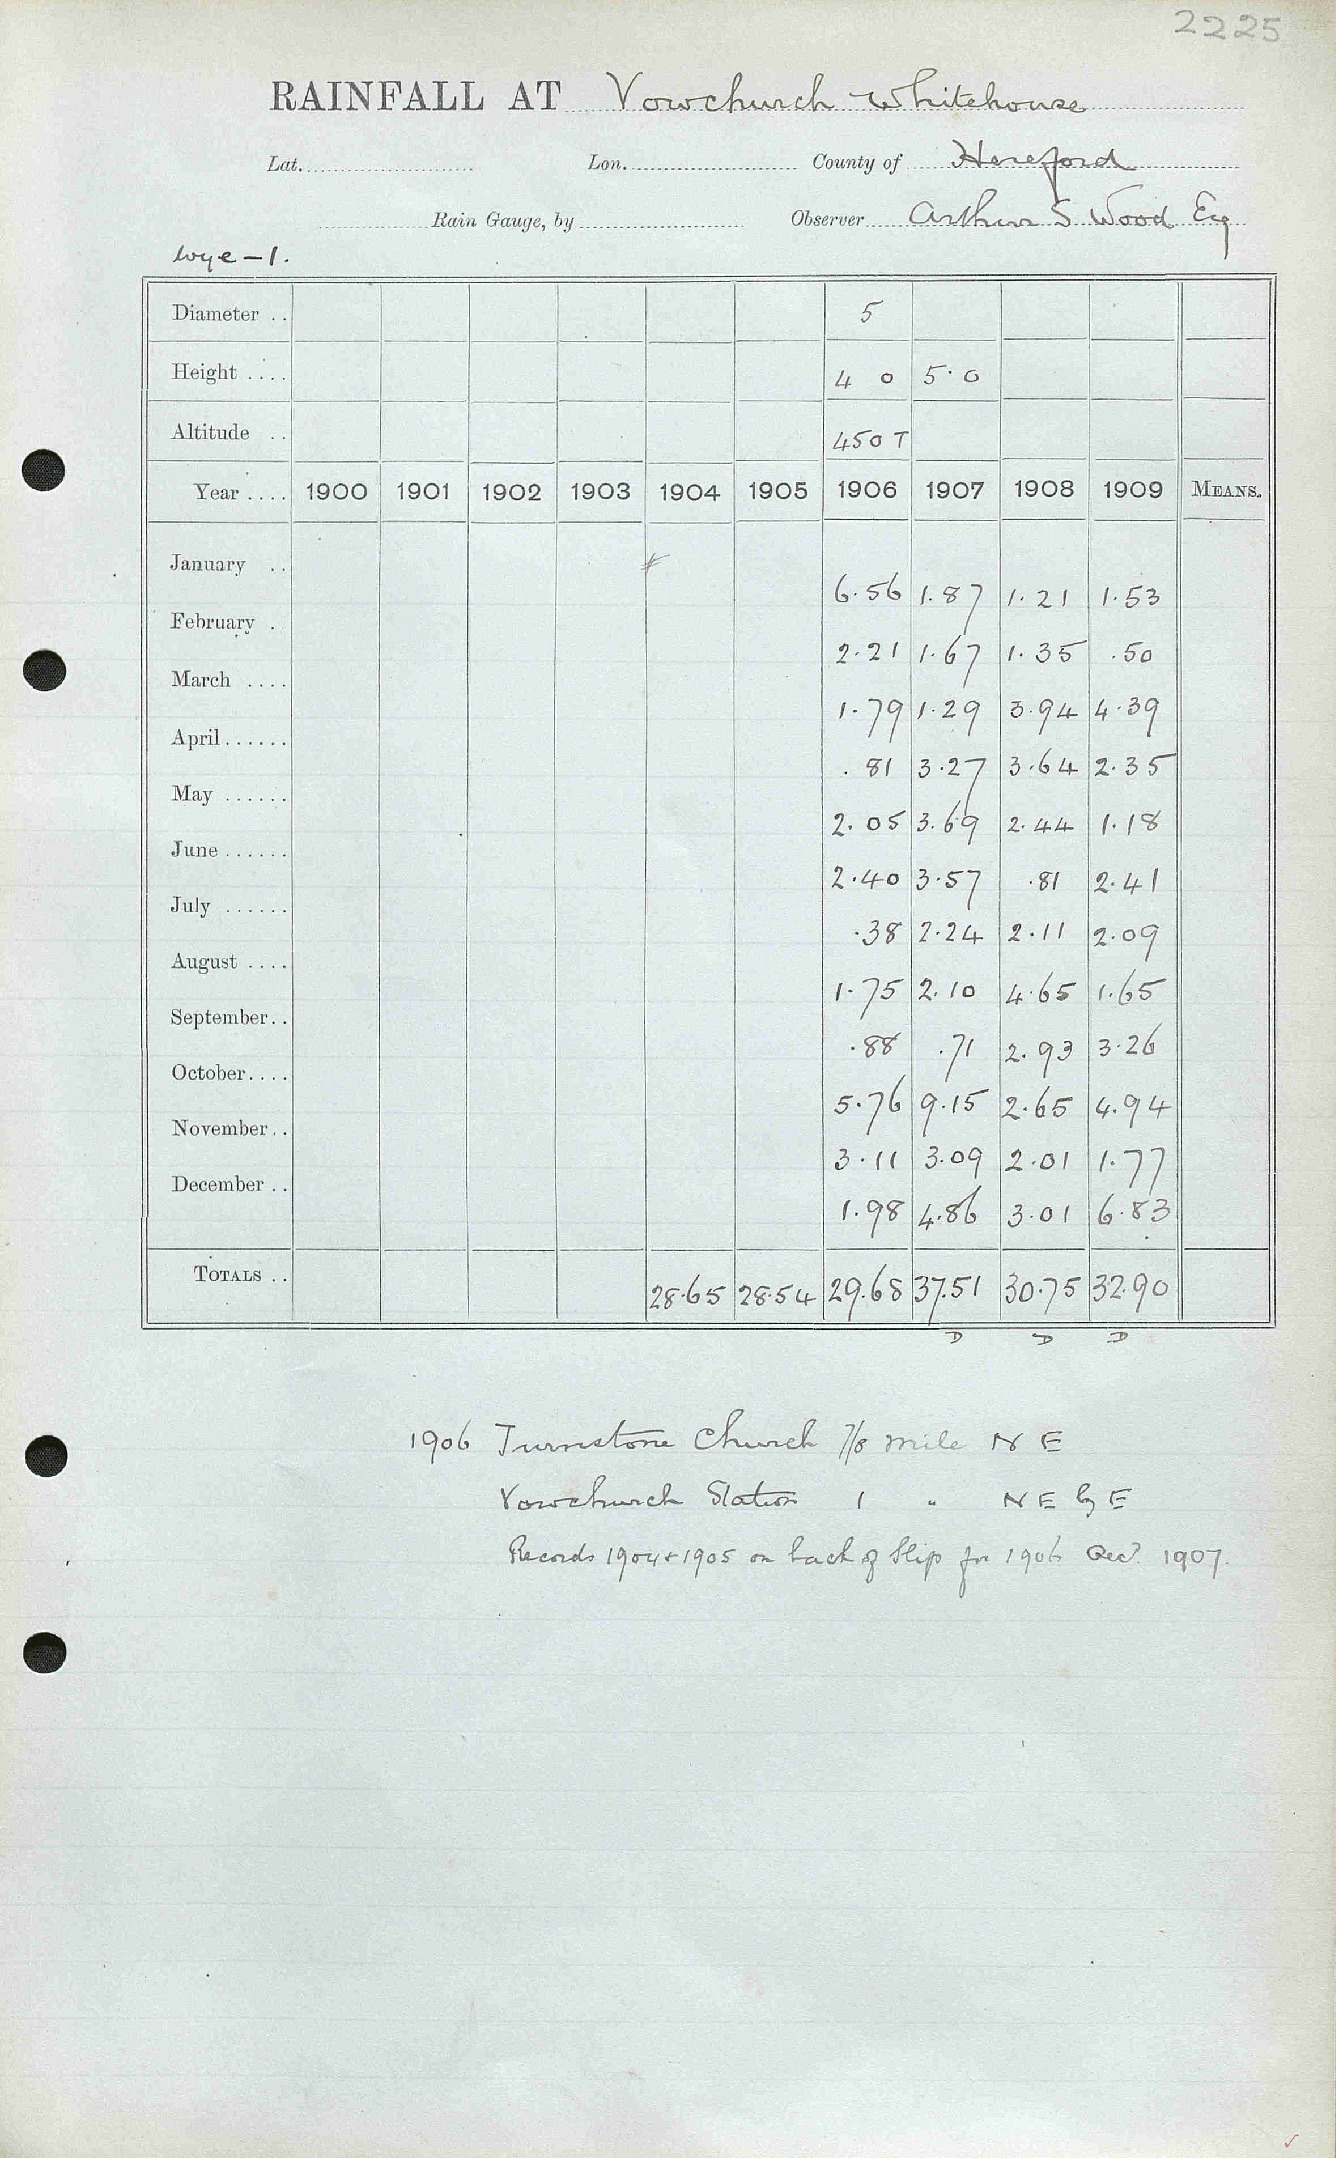 2225
RAINFALL AT Vowchurch Whitehouse
Lat. Lon. County of Hereford
Rain Gauge, by Observer Arthur S Wood Esq
Wye - 1.
Diameter .. 5
Height .... 4 0 5.0
Altitude .. 450 T
Year .... 1900 1901 1902 1903 1904 1905 1906 1907 1908 1909 MEANS.
January .. 6.56 1.87 1.21 1.53
February . 2.21 1.67 1.35 .50
March .... 1.79 1.29 3.94 4.39
April...... .81 3.27 3.64 2.35
May ...... 2.05 3.69 2.44 1.18
June ...... 2.40 3.57 .81 2.41
July ...... .38 2.24 2.11 2.09
August .... 1.75 2.10 4.65 1.65
September.. .88 .71 2.93 3.26
October.... 5.76 9.15 2.65 4.94
November.. 3.11 3.09 2.01 1.77
December .. 1.98 4.86 3.01 6.83
TOTALS .. 28.65 28.54 29.68 37.51 30.75 32.90
D D D
1906 Turnstone Church 7/8 mile N E
Vowchurch Station 1 " N E by E
Records 1904 & 1905 on back of slip for 1906 Recd. 1907.